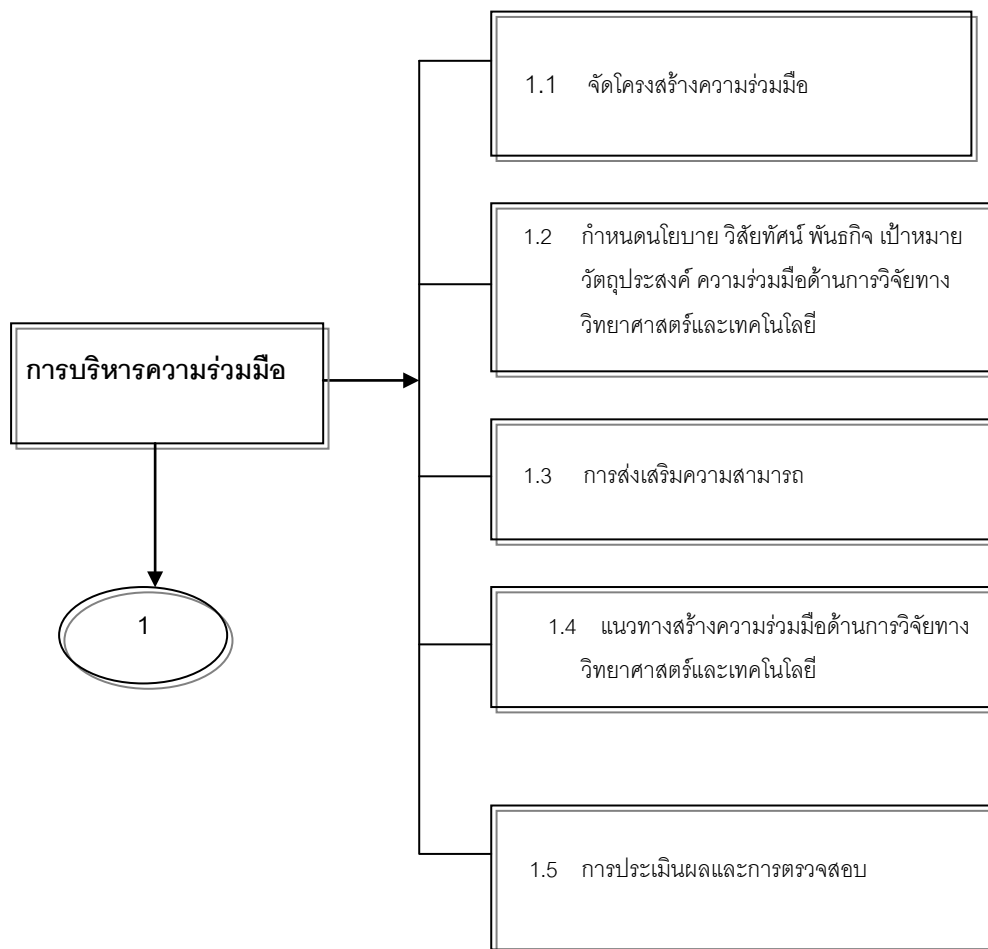 1.1 จัดโครงสร้างความร่วมมือ
1.2 กำหนดนโยบาย วิสัยทัศน์ พันธกิจ เป้าหมาย
วัตถุประสงค์ ความร่วมมือด้านการวิจัยทาง
วิทยาศาสตร์และเทคโนโลยี
การบริหารความร่วมมือ
1.3 การส่งเสริมความสามารถ
1.4 แนวทางสร้างความร่วมมือด้านการวิจัยทาง
วิทยาศาสตร์และเทคโนโลยี
1
1.5 การประเมินผลและการตรวจสอบ